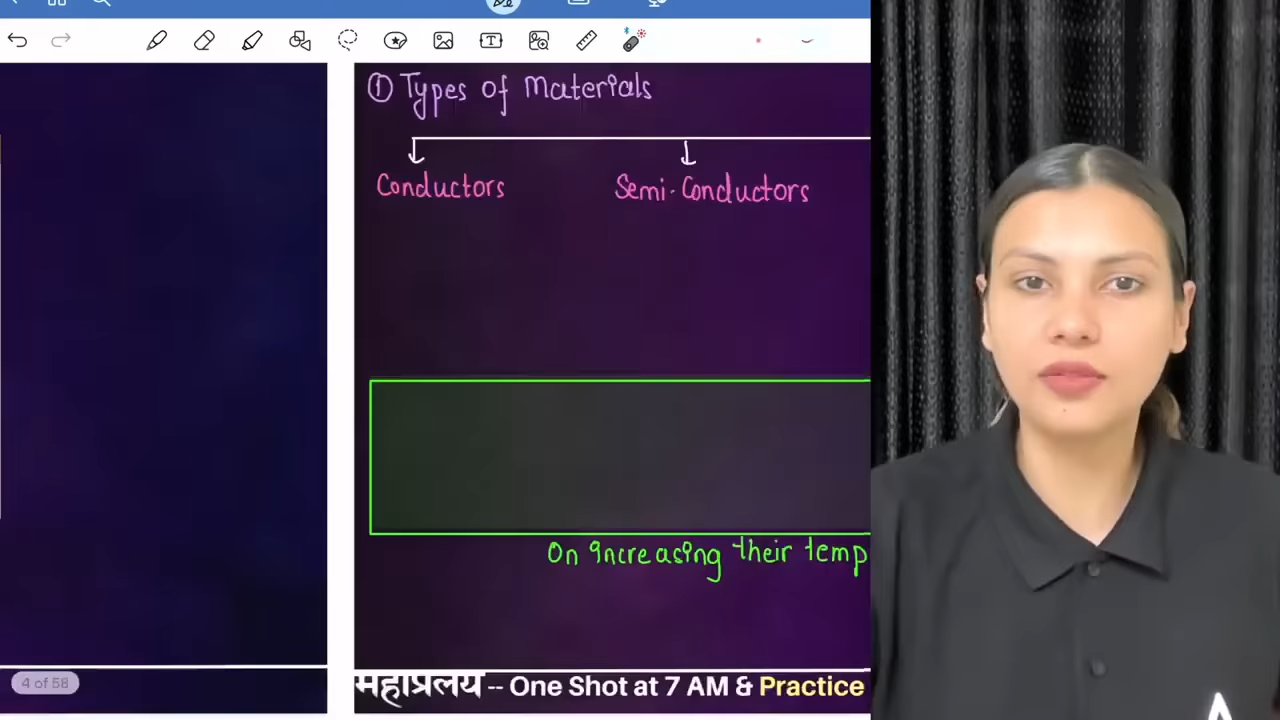 ① Types of Materials
Conductors
Semi-Conductors
On increasing their temp
4 of 58
महाप्रलय -- One Shot at 7 AM & Practice